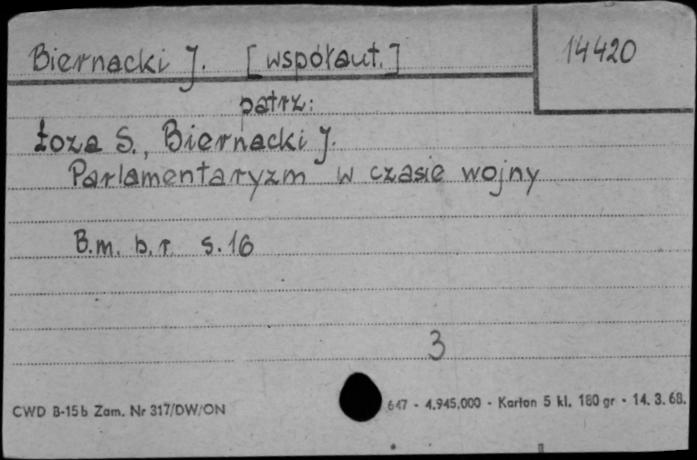 Biernacki J. [współaut.]
14420
patrz:
Łoza S., Biernacki J.
Parlamentaryzm w czasie wojny
B.m. b.r. s.16
3
CWD B-15b Zam. Nr 317/DW/ON
647 - 4.945.000 - Karton 5 kl. 180 gr - 14. 3. 68.